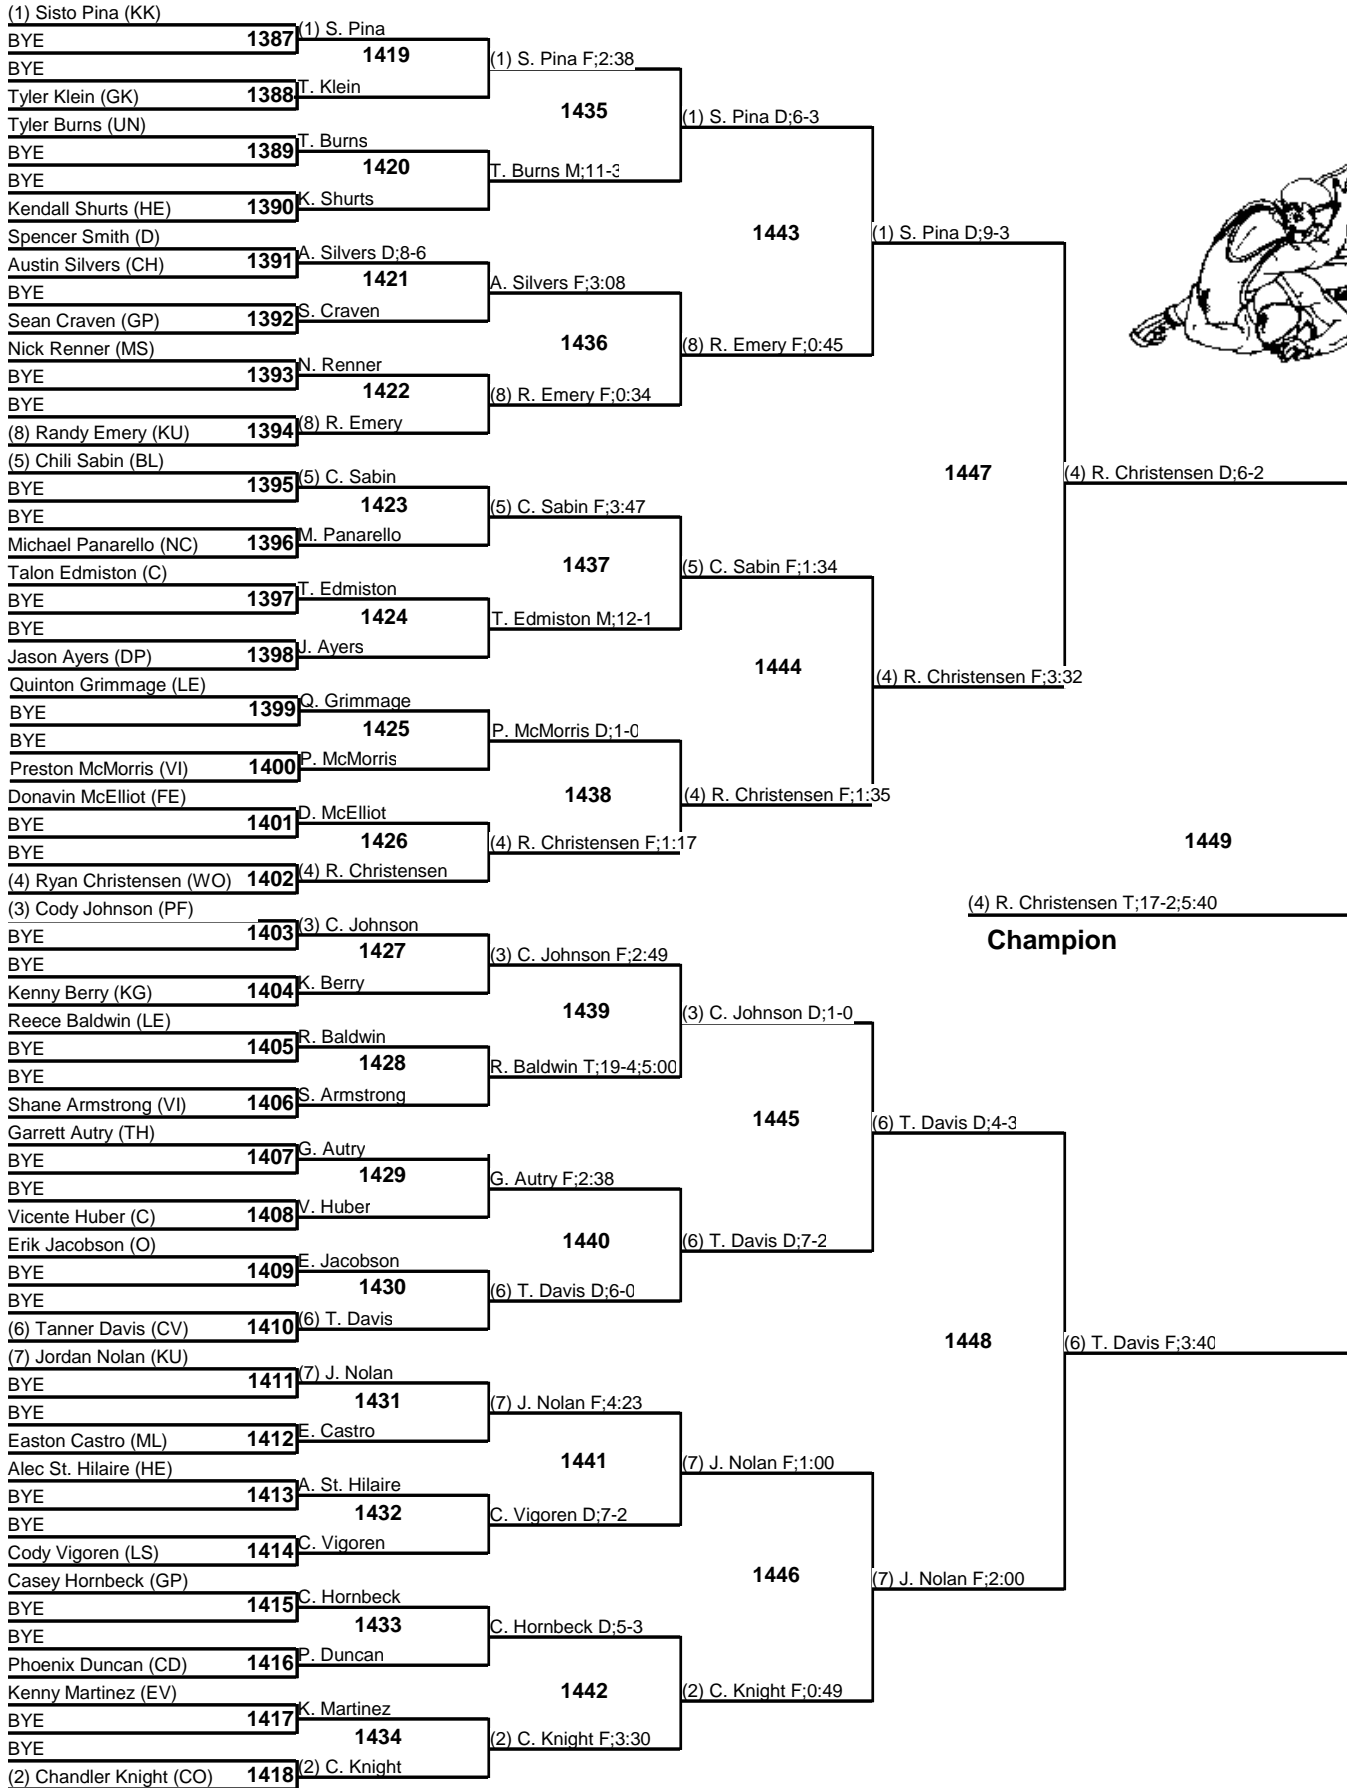 (1) Sisto Pina (KK)
BYE
1387
BYE
Tyler Klein (GK)
1388
Tyler Burns (UN)
BYE
1389
BYE
Kendall Shurts (HE)
1390
Spencer Smith (D)
Austin Silvers (CH)
1391
BYE
Sean Craven (GP)
1392
Nick Renner (MS)
BYE
1393
BYE
(8) Randy Emery (KU)
1394
(5) Chili Sabin (BL)
BYE
1395
BYE
Michael Panarello (NC)
1396
Talon Edmiston (C)
BYE
1397
BYE
Jason Ayers (DP)
1398
Quinton Grimmage (LE)
BYE
1399
BYE
Preston McMorris (VI)
1400
Donavin McElliot (FE)
BYE
1401
BYE
(4) Ryan Christensen (WO)
1402
(3) Cody Johnson (PF)
BYE
1403
BYE
Kenny Berry (KG)
1404
Reece Baldwin (LE)
BYE
1405
BYE
Shane Armstrong (VI)
1406
Garrett Autry (TH)
BYE
1407
BYE
Vicente Huber (C)
1408
Erik Jacobson (O)
BYE
1409
BYE
(6) Tanner Davis (CV)
1410
(7) Jordan Nolan (KU)
BYE
1411
BYE
Easton Castro (ML)
1412
Alec St. Hilaire (HE)
BYE
1413
BYE
Cody Vigoren (LS)
1414
Casey Hornbeck (GP)
BYE
1415
BYE
Phoenix Duncan (CD)
1416
Kenny Martinez (EV)
BYE
1417
BYE
(2) Chandler Knight (CO)
1418
(1) S. Pina
1419
T. Klein
T. Burns
1420
K. Shurts
A. Silvers D;8-6
1421
S. Craven
N. Renner
1422
(8) R. Emery
(5) C. Sabin
1423
M. Panarello
T. Edmiston
1424
J. Ayers
Q. Grimmage
1425
P. McMorris
D. McElliot
1426
(4) R. Christensen
(3) C. Johnson
1427
K. Berry
R. Baldwin
1428
S. Armstrong
G. Autry
1429
V. Huber
E. Jacobson
1430
(6) T. Davis
(7) J. Nolan
1431
E. Castro
A. St. Hilaire
1432
C. Vigoren
C. Hornbeck
1433
P. Duncan
K. Martinez
1434
(2) C. Knight
(1) S. Pina F;2:38
1435
T. Burns M;11-3
A. Silvers F;3:08
1436
(8) R. Emery F;0:34
(5) C. Sabin F;3:47
1437
T. Edmiston M;12-1
P. McMorris D;1-0
1438
(4) R. Christensen F;1:17
(3) C. Johnson F;2:49
1439
R. Baldwin T;19-4;5:00
G. Autry F;2:38
1440
(6) T. Davis D;6-0
(7) J. Nolan F;4:23
1441
C. Vigoren D;7-2
C. Hornbeck D;5-3
1442
(2) C. Knight F;3:30
(1) S. Pina D;6-3
1443
(8) R. Emery F;0:45
(5) C. Sabin F;1:34
1444
(4) R. Christensen F;1:35
(3) C. Johnson D;1-0
1445
(6) T. Davis D;7-2
(7) J. Nolan F;1:00
1446
(2) C. Knight F;0:49
(1) S. Pina D;9-3
1447
(4) R. Christensen F;3:32
(6) T. Davis D;4-3
1448
(7) J. Nolan F;2:00
(4) R. Christensen D;6-2
1449
(6) T. Davis F;3:40
(4) R. Christensen T;17-2;5:40
Champion